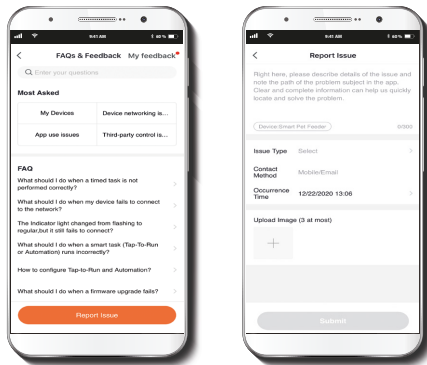 9:41 AM
60 %
FAQs & Feedback
My feedback
Enter your questions
Most Asked
My Devices
Device networking is...
App use issues
Third-party control is...
FAQ
What should I do when a timed task is not
performed correctly?
What should I do when my device fails to connect
to the network?
The Indicator light changed from flashing to
regular,but it still fails to connect?
What should I do when a smart task (Tap-To-Run
or Automation) runs incorrectly?
How to configure Tap-to-Run and Automation?
What should I do when a firmware upgrade fails?
Report Issue
9:41 AM
60 %
Report Issue
Right here, please describe details of the issue and
note the path of the problem subject in the app.
Clear and complete information can help us quickly
locate and solve the problem.
Device:Smart Pet Feeder
0/500
Issue Type
Select
Contact
Method
Mobile/Email
Occurrence
Time
12/22/2020 13:06
Upload Image (3 at most)
Submit